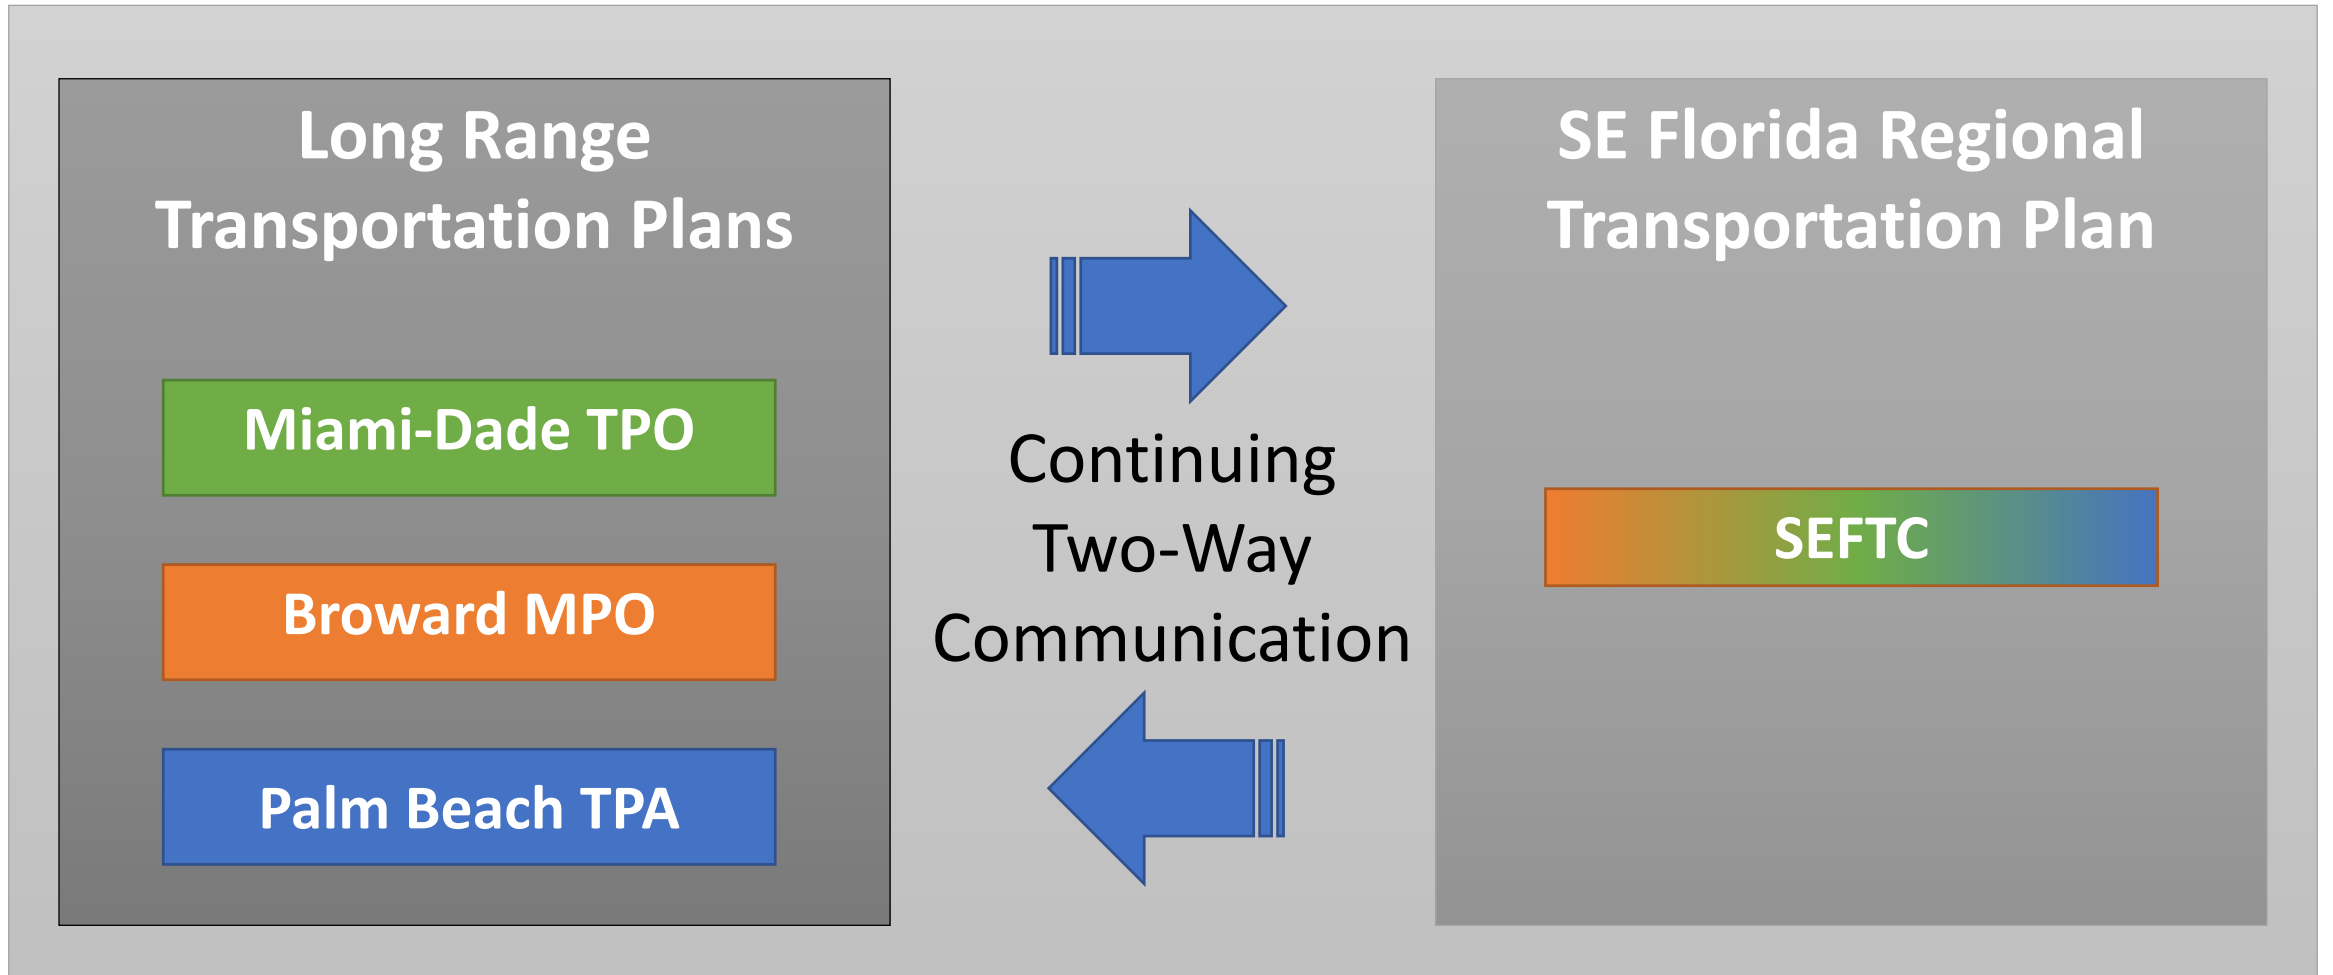 Long Range
Transportation Plans
Miami-Dade TPO
Broward MPO
Palm Beach TPA
Continuing
Two-Way
Communication
SE Florida Regional
Transportation Plan
SEFTC